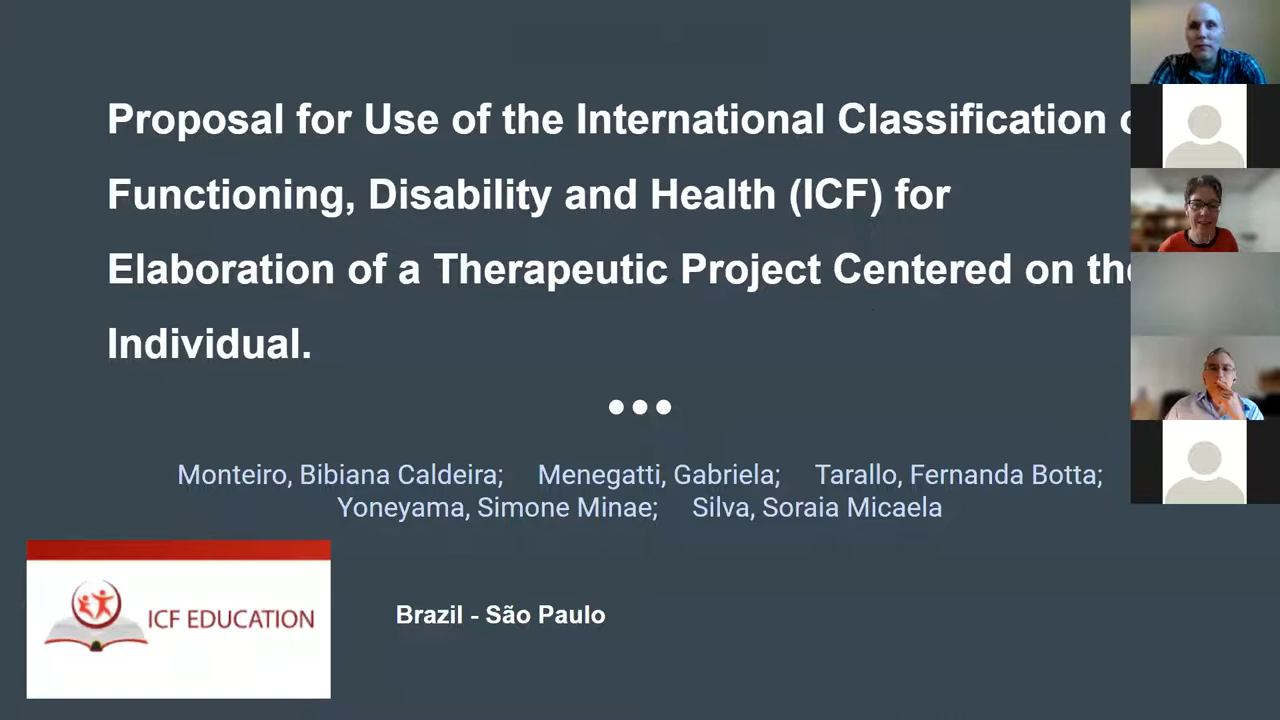 Proposal for Use of the International Classification
Functioning, Disability and Health (ICF) for
Elaboration of a Therapeutic Project Centered on the
Individual.
Monteiro, Bibiana Caldeira; Menegatti, Gabriela; Tarallo, Fernanda Botta;
Yoneyama, Simone Minae; Silva, Soraia Micaela
ICF EDUCATION
Brazil - São Paulo